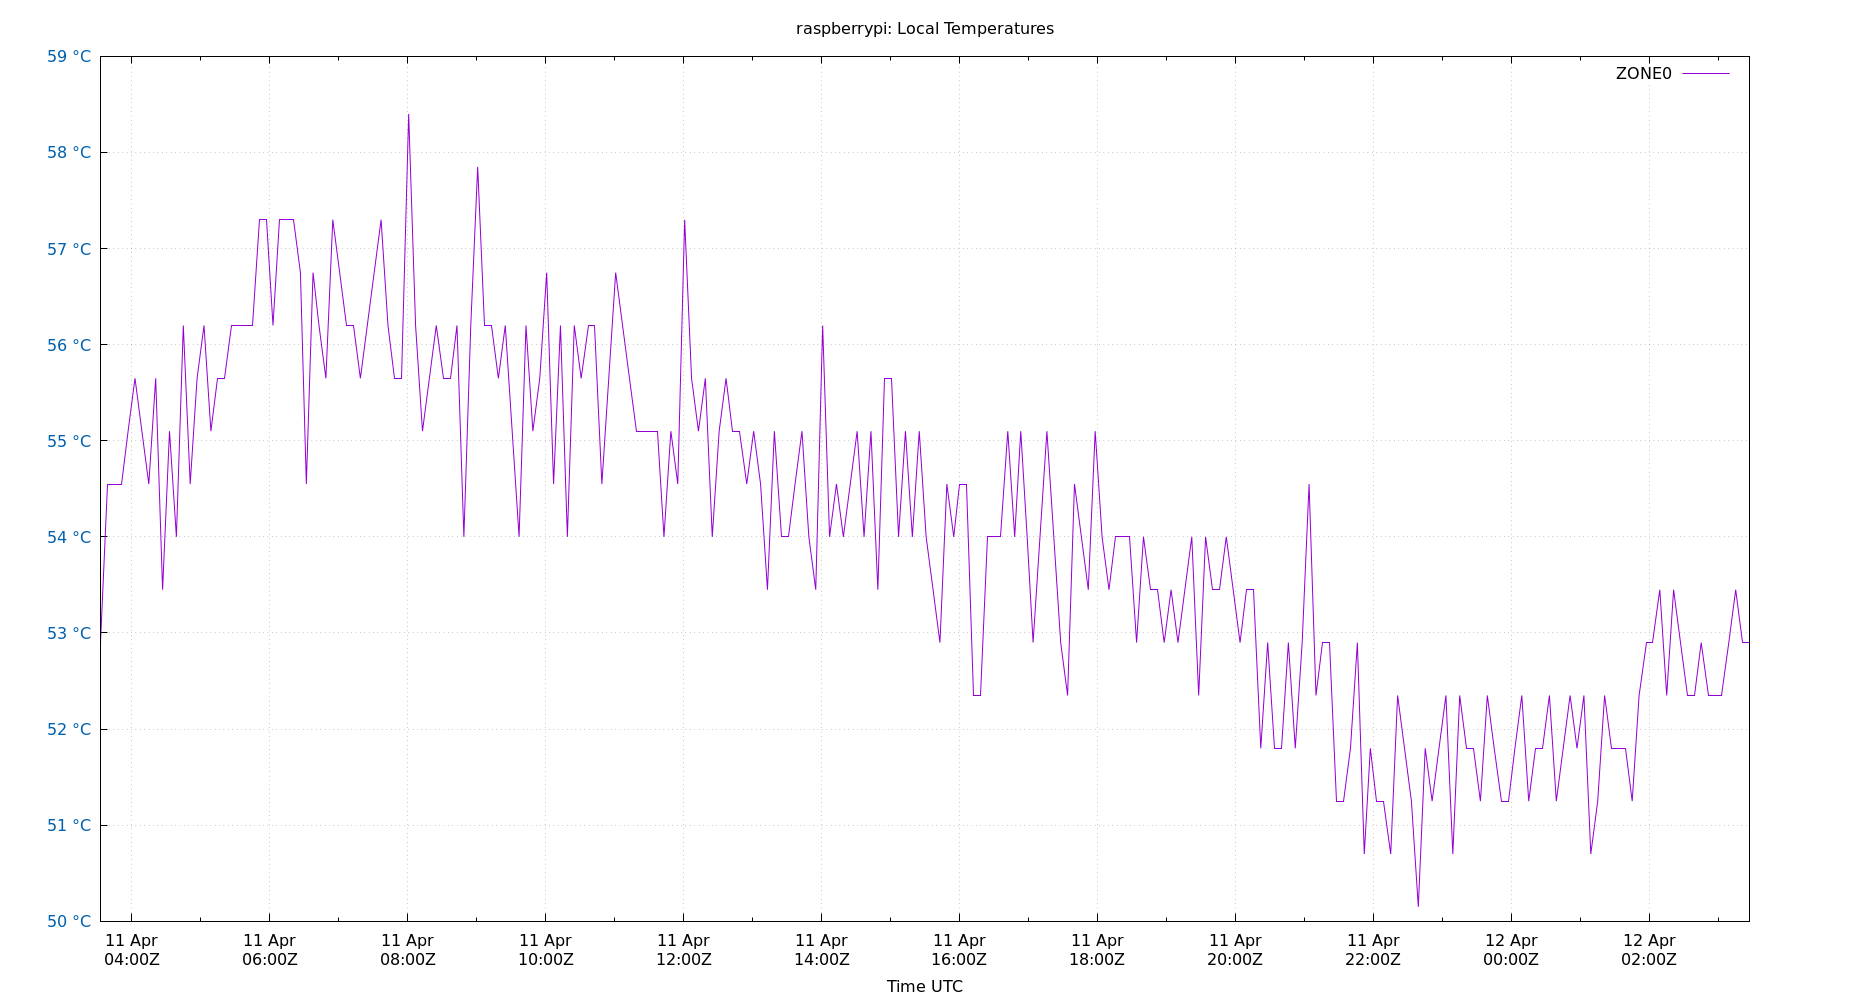 raspberrypi: Local Temperatures
ZONE0
59 °C
58 °C
57 °C
56 °C
55 °C
54 °C
53 °C
52 °C
51 °C
50 °C
11 Apr 11 Apr 11 Apr 11 Apr 11 Apr 11 Apr 11 Apr 11 Apr 11 Apr 11 Apr 12 Apr 12 Apr
04:00Z 06:00Z 08:00Z 10:00Z 12:00Z 14:00Z 16:00Z 18:00Z 20:00Z 22:00Z 00:00Z 02:00Z
Time UTC